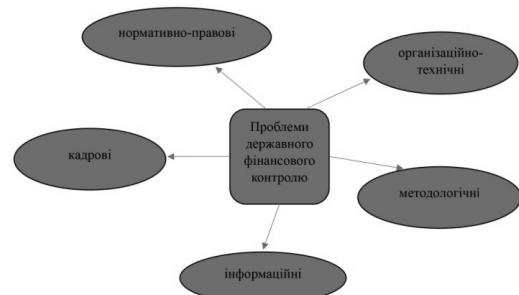 нормативно-правові
організаційно-
технічні
Проблеми
державного
фінансового
контролю
кадрові
методологічні
інформаційні